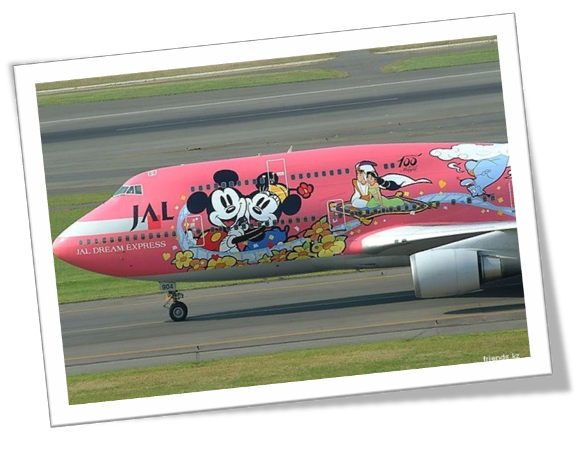 JAL
JAL DREAM EXPRESS
100
904
friends.kz